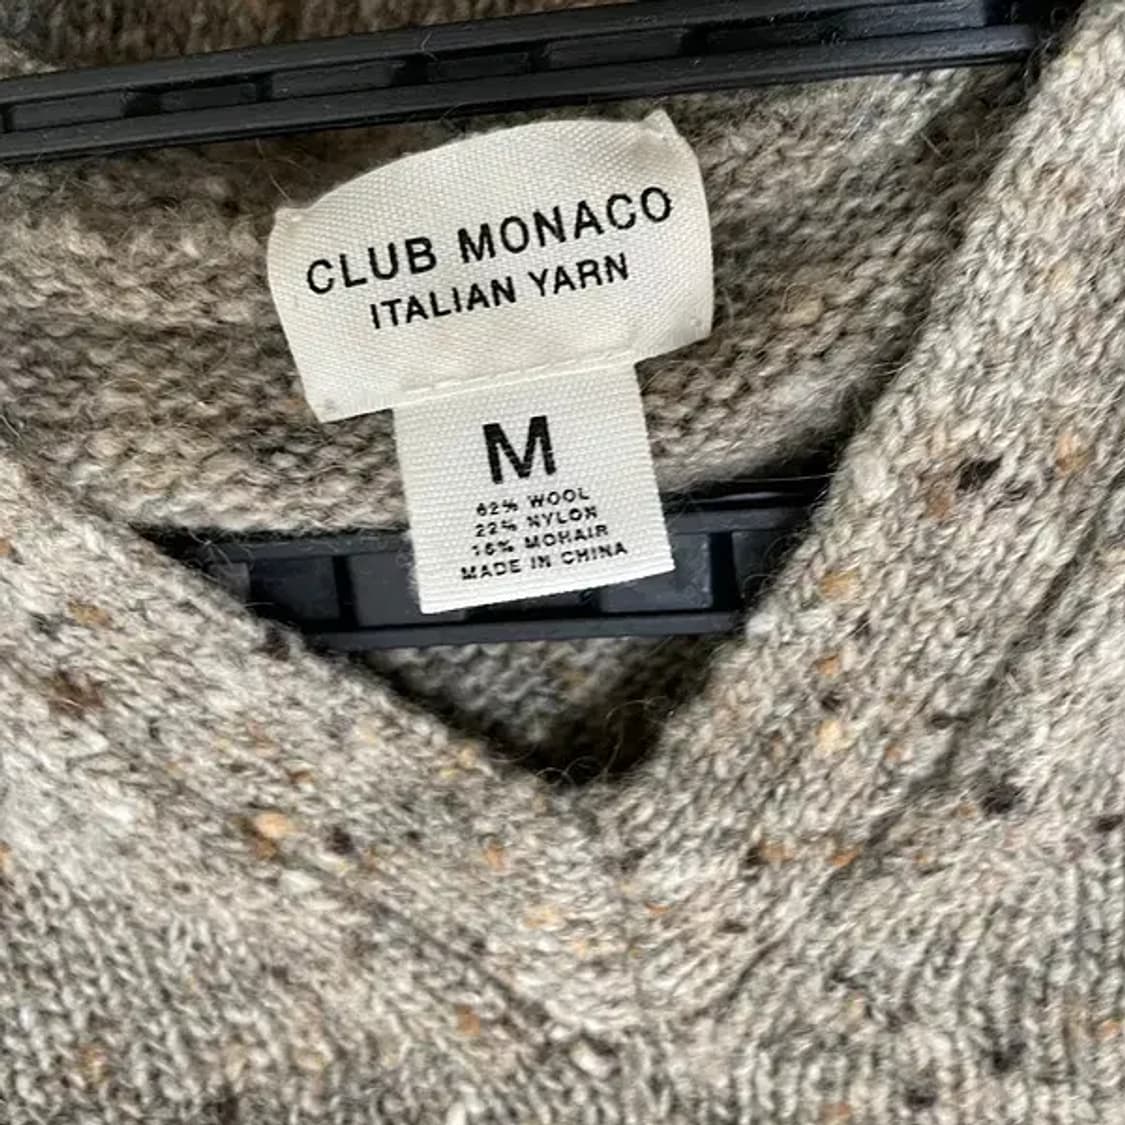 CLUB MONACO
ITALIAN YARN
M
62% WOOL
22% NYLON
16% MOHAIR
MADE IN CHINA